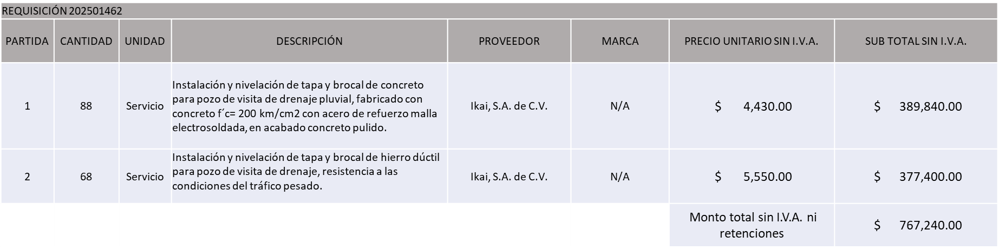 REQUISICIÓN 202501462
PARTIDA CANTIDAD UNIDAD DESCRIPCIÓN PROVEEDOR MARCA PRECIO UNITARIO SIN I.V.A. SUB TOTAL SIN I.V.A.
Instalación y nivelación de tapa y brocal de concreto
para pozo de visita de drenaje pluvial, fabricado con
1 88 Servicio concreto f´c= 200 km/cm2 con acero de refuerzo malla Ikai, S.A. de C.V. N/A $ 4,430.00 $ 389,840.00
electrosoldada, en acabado concreto pulido.
Instalación y nivelación de tapa y brocal de hierro dúctil
2 68 Servicio para pozo de visita de drenaje, resistencia a las Ikai, S.A. de C.V. N/A $ 5,550.00 $ 377,400.00
condiciones del tráfico pesado.
Monto total sin I.V.A. ni
retenciones $ 767,240.00